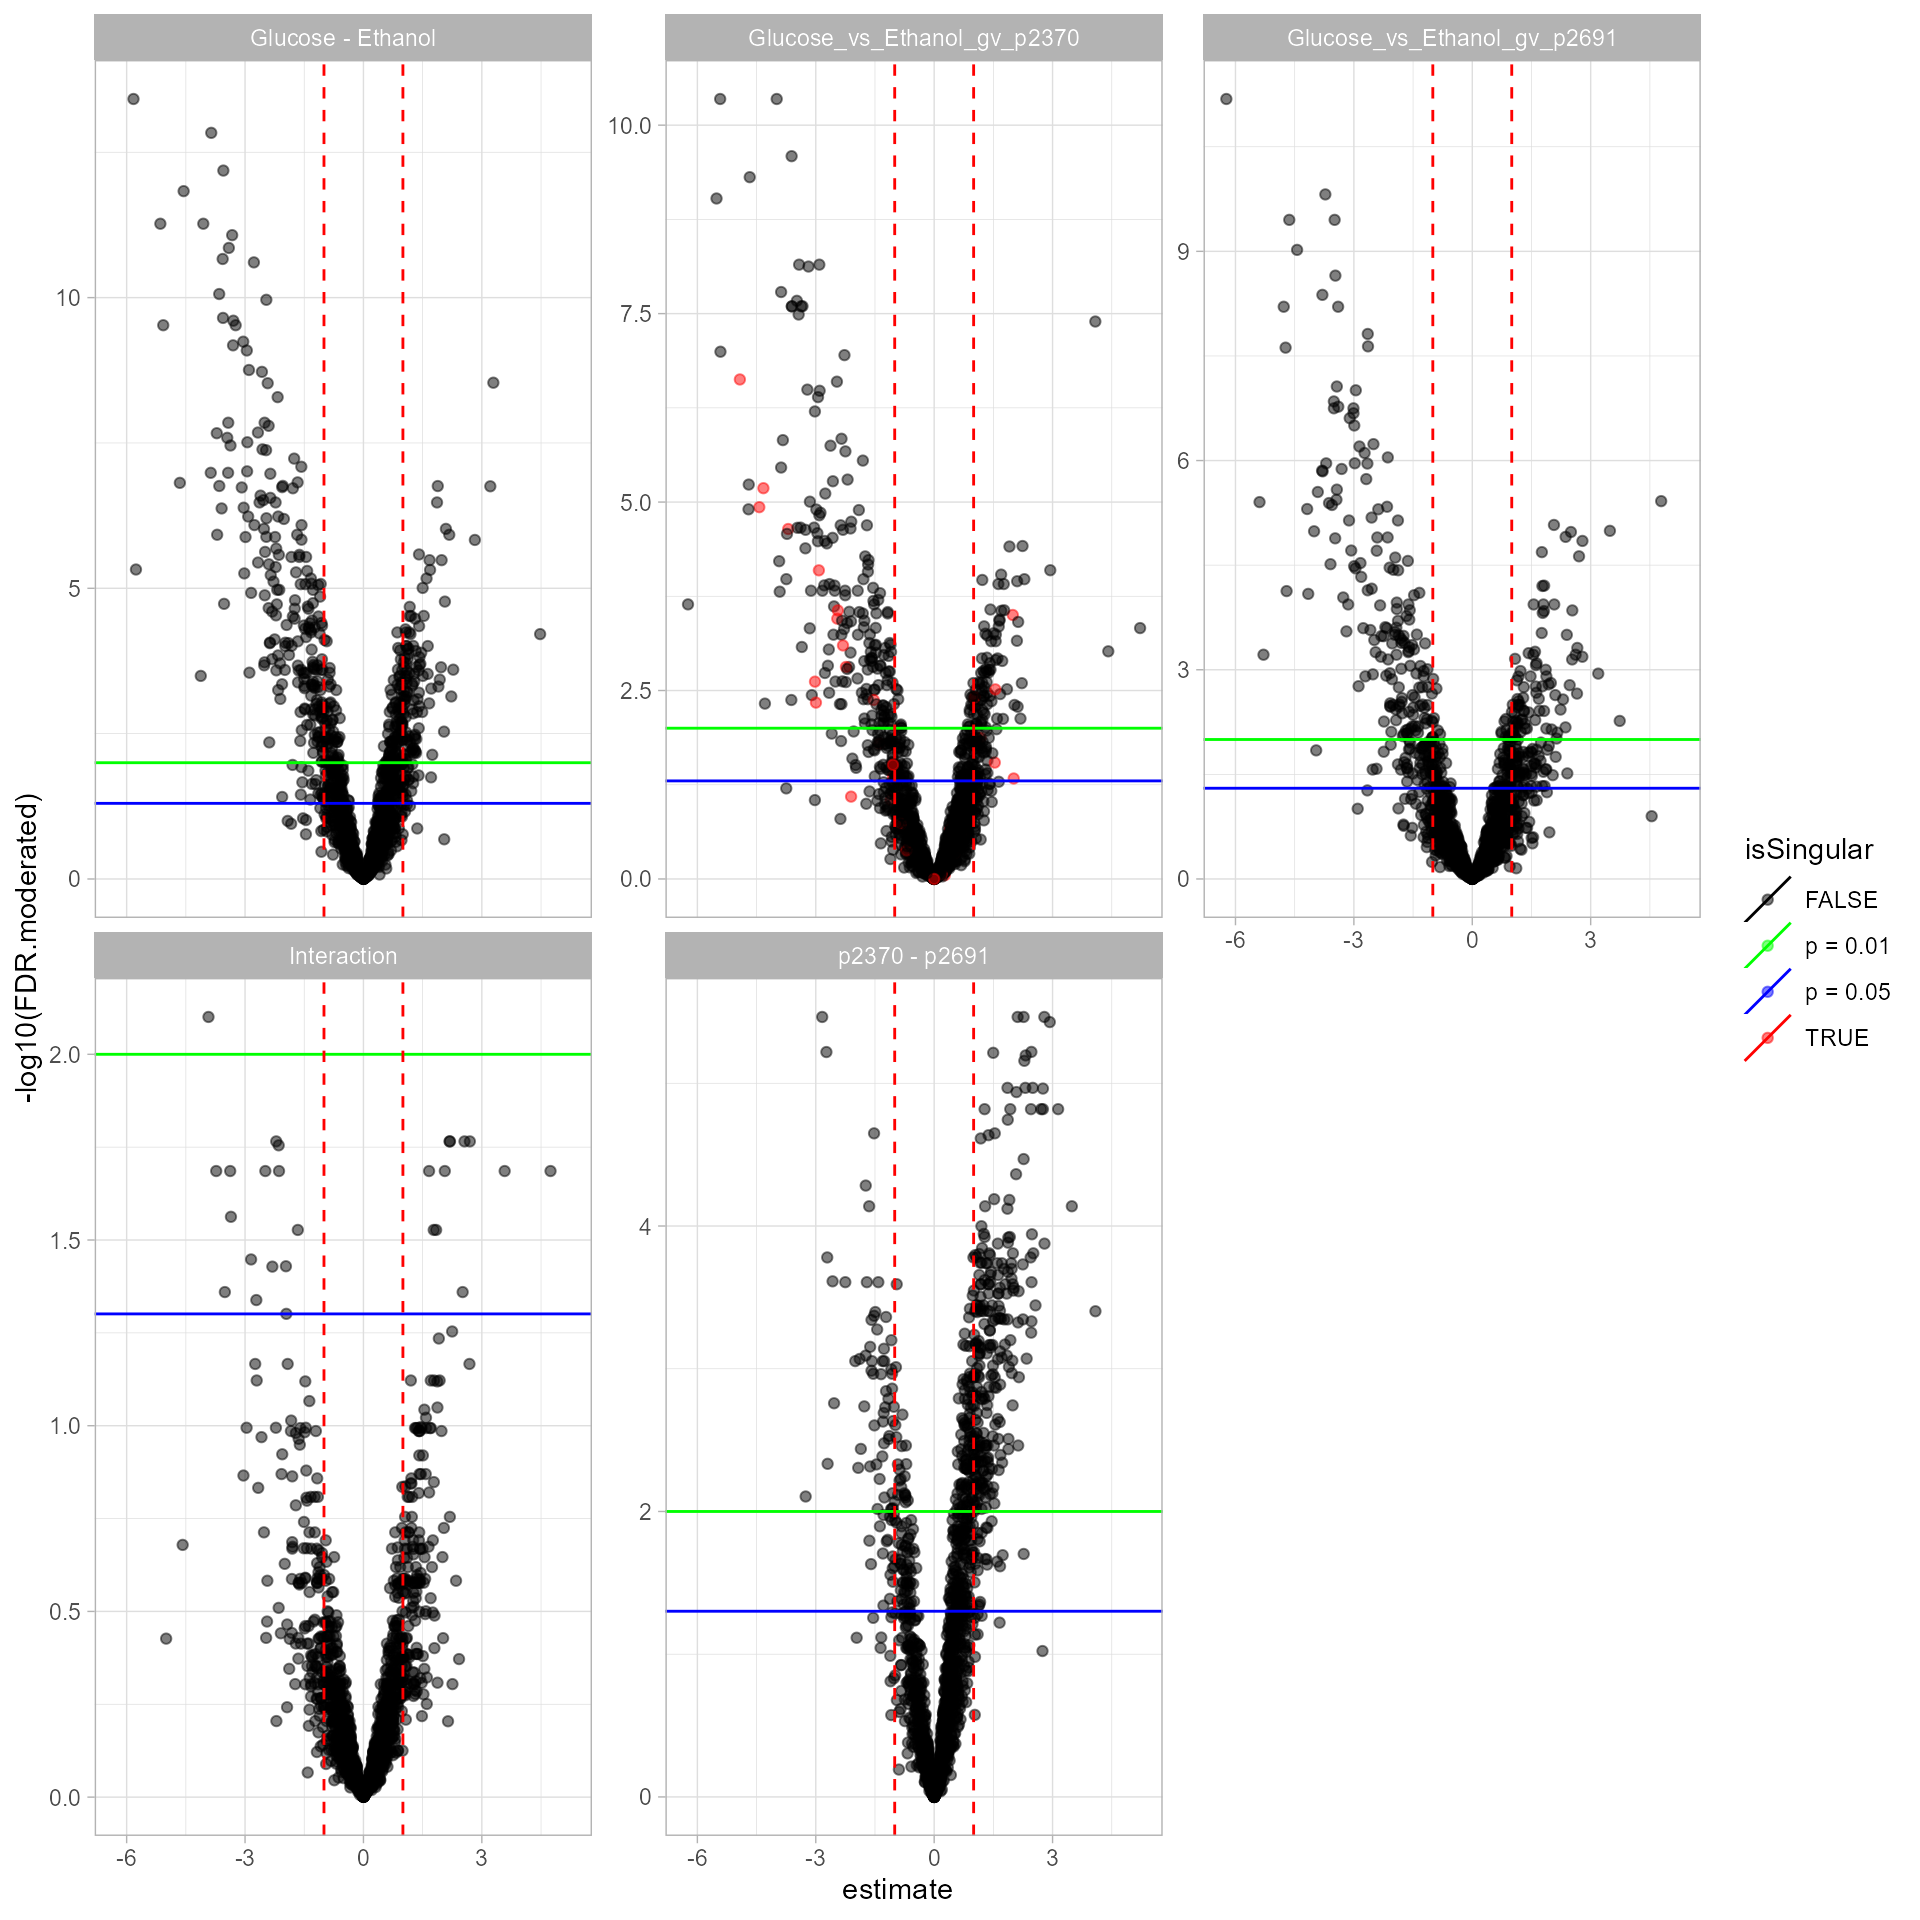 Glucose - Ethanol
Glucose_vs_Ethanol_gv_p2370
Glucose_vs_Ethanol_gv_p2691
10
5
0
10.0
7.5
5.0
2.5
0.0
9
6
3
0
-6 -3 0 3
-log10(FDR.moderated)
Interaction
p2370 - p2691
2.0
1.5
1.0
0.5
0.0
4
2
0
-6 -3 0 3
-6 -3 0 3
estimate
isSingular
FALSE
p = 0.01
p = 0.05
TRUE